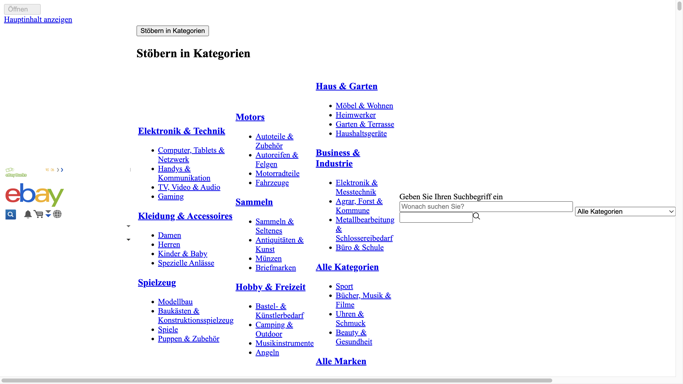 Öffnen
Hauptinhalt anzeigen
Stöbern in Kategorien
Stöbern in Kategorien
Elektronik & Technik
Computer, Tablets &
Netzwerk
Handys &
Kommunikation
TV, Video & Audio
Gaming
Kleidung & Accessoires
Damen
Herren
Kinder & Baby
Spezielle Anlässe
Spielzeug
Modellbau
Baukästen &
Konstruktionsspielzeug
Spiele
Puppen & Zubehör
Motors
Autoteile &
Zubehör
Autoreifen &
Felgen
Motorradteile
Fahrzeuge
Sammeln
Sammeln &
Seltenes
Antiquitäten &
Kunst
Münzen
Briefmarken
Hobby & Freizeit
Bastel- &
Künstlerbedarf
Camping &
Outdoor
Musikinstrumente
Angeln
Haus & Garten
Möbel & Wohnen
Heimwerker
Garten & Terrasse
Haushaltsgeräte
Business &
Industrie
Elektronik &
Messtechnik
Agrar, Forst &
Kommune
Metallbearbeitung
&
Schlossereibedarf
Büro & Schule
Alle Kategorien
Sport
Bücher, Musik &
Filme
Uhren &
Schmuck
Beauty &
Gesundheit
Alle Marken
ebay
Geben Sie Ihren Suchbegriff ein
Wonach suchen Sie?
Alle Kategorien